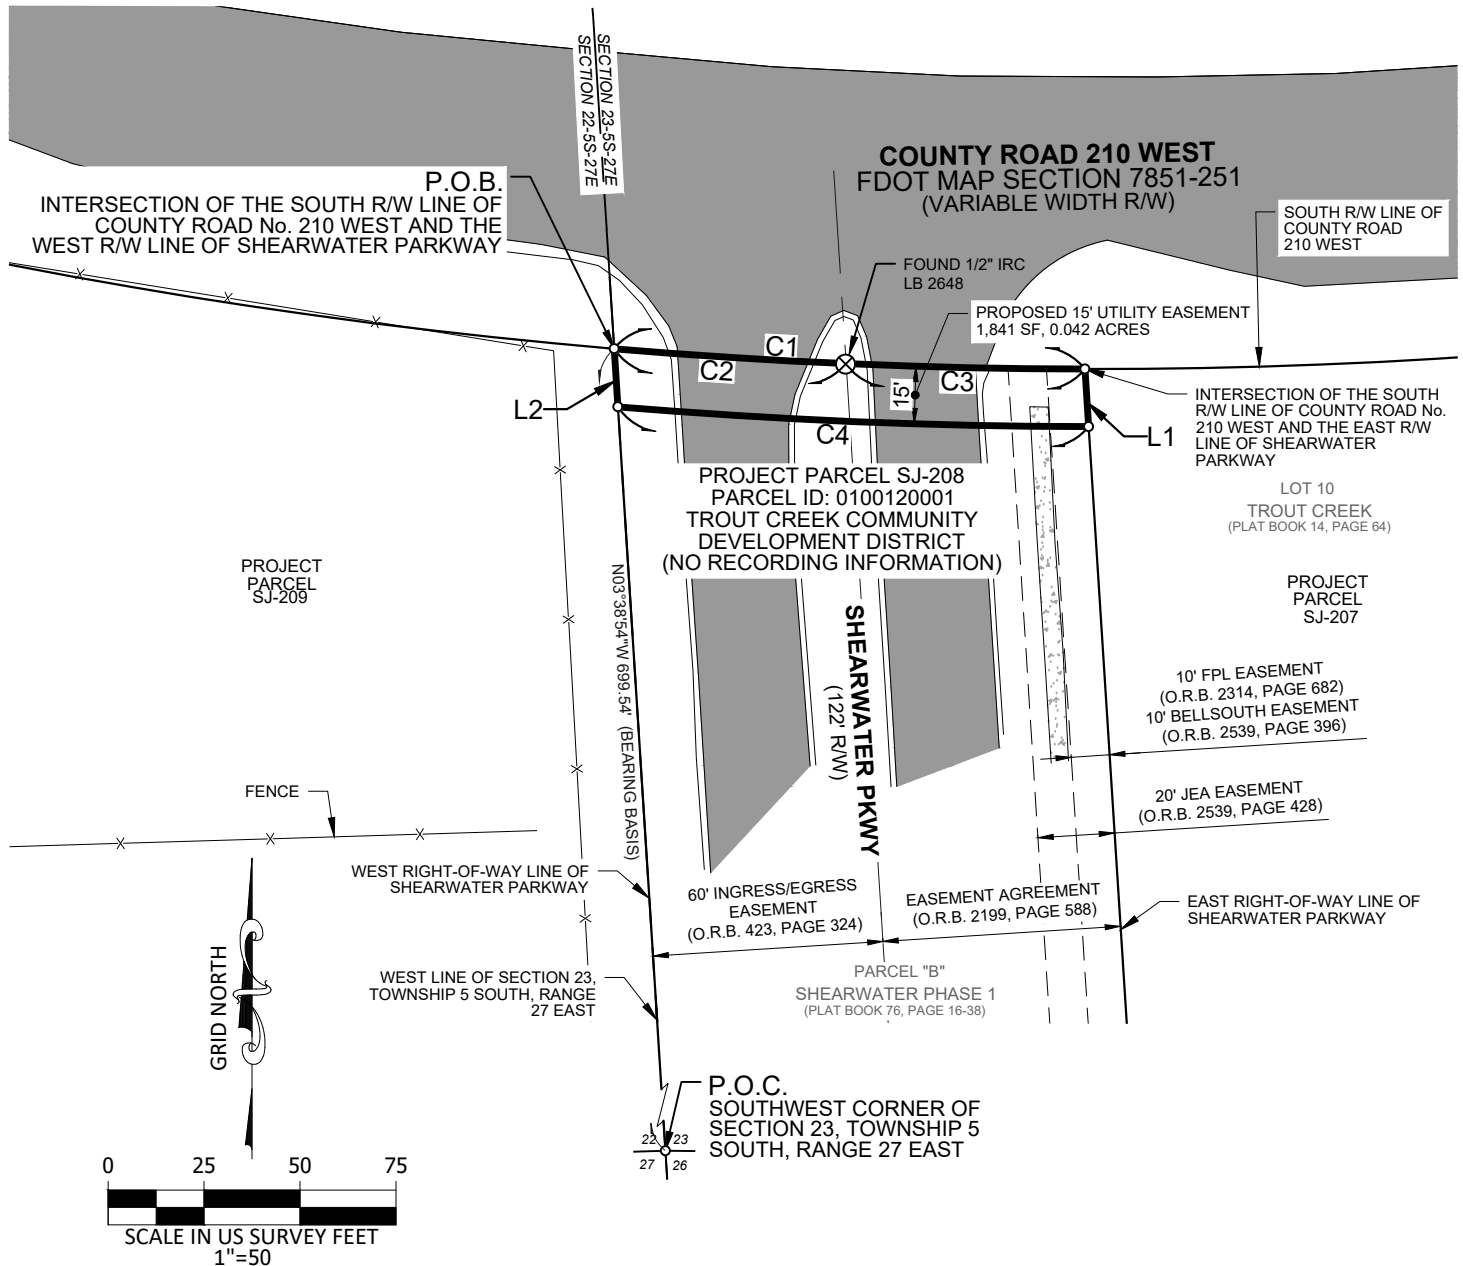 SECTION 23-5S-27E
SECTION 22-5S-27E
COUNTY ROAD 210 WEST
FDOT MAP SECTION 7851-251
(VARIABLE WIDTH R/W)
P.O.B.
INTERSECTION OF THE SOUTH R/W LINE OF
COUNTY ROAD No. 210 WEST AND THE
WEST R/W LINE OF SHEARWATER PARKWAY
SOUTH R/W LINE OF
COUNTY ROAD
210 WEST
FOUND 1/2" IRC
LB 2648
PROPOSED 15' UTILITY EASEMENT
1,841 SF, 0.042 ACRES
C1
C2
C3
15'
C4
L2
L1
INTERSECTION OF THE SOUTH
R/W LINE OF COUNTY ROAD No.
210 WEST AND THE EAST R/W
LINE OF SHEARWATER
PARKWAY
PROJECT PARCEL SJ-208
PARCEL ID: 0100120001
TROUT CREEK COMMUNITY
DEVELOPMENT DISTRICT
(NO RECORDING INFORMATION)
LOT 10
TROUT CREEK
(PLAT BOOK 14, PAGE 64)
PROJECT
PARCEL
SJ-209
PROJECT
PARCEL
SJ-207
N03°38'54"W 699.54' (BEARING BASIS)
SHEARWATER PKWY
(122' R/W)
10' FPL EASEMENT
(O.R.B. 2314, PAGE 682)
10' BELLSOUTH EASEMENT
(O.R.B. 2539, PAGE 396)
20' JEA EASEMENT
(O.R.B. 2539, PAGE 428)
FENCE
WEST RIGHT-OF-WAY LINE OF
SHEARWATER PARKWAY
60' INGRESS/EGRESS
EASEMENT
(O.R.B. 423, PAGE 324)
EASEMENT AGREEMENT
(O.R.B. 2199, PAGE 588)
EAST RIGHT-OF-WAY LINE OF
SHEARWATER PARKWAY
WEST LINE OF SECTION 23,
TOWNSHIP 5 SOUTH, RANGE
27 EAST
PARCEL "B"
SHEARWATER PHASE 1
(PLAT BOOK 76, PAGE 16-38)
GRID NORTH
P.O.C.
SOUTHWEST CORNER OF
SECTION 23, TOWNSHIP 5
SOUTH, RANGE 27 EAST
22 23
27 26
0 25 50 75
SCALE IN US SURVEY FEET
1"=50